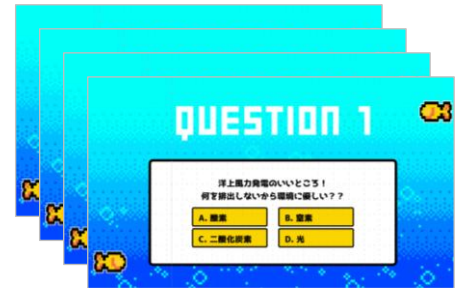 QUESTION 1
洋上風力発電のいいところ！
何を排出しないから環境に優しい？？
A. 酸素
B. 窒素
C. 二酸化炭素
D. 光